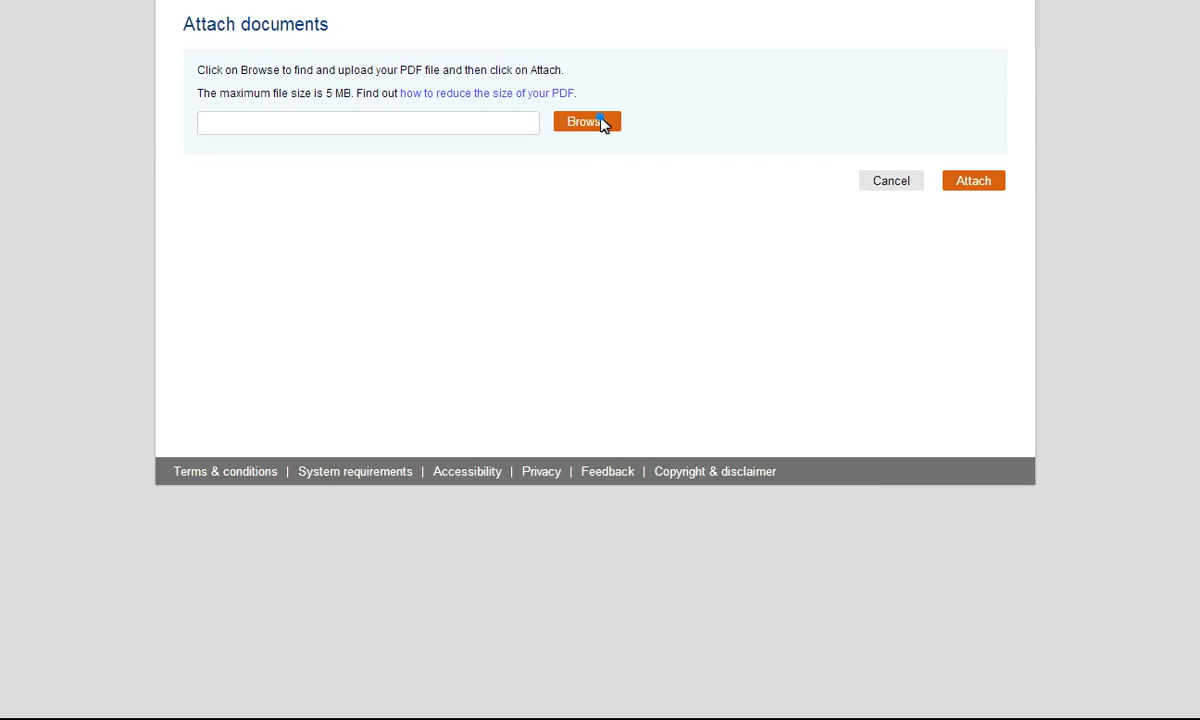 Attach documents
Click on Browse to find and upload your PDF file and then click on Attach.
The maximum file size is 5 MB. Find out how to reduce the size of your PDF.
Browse
Cancel Attach
Terms & conditions | System requirements | Accessibility | Privacy | Feedback | Copyright & disclaimer